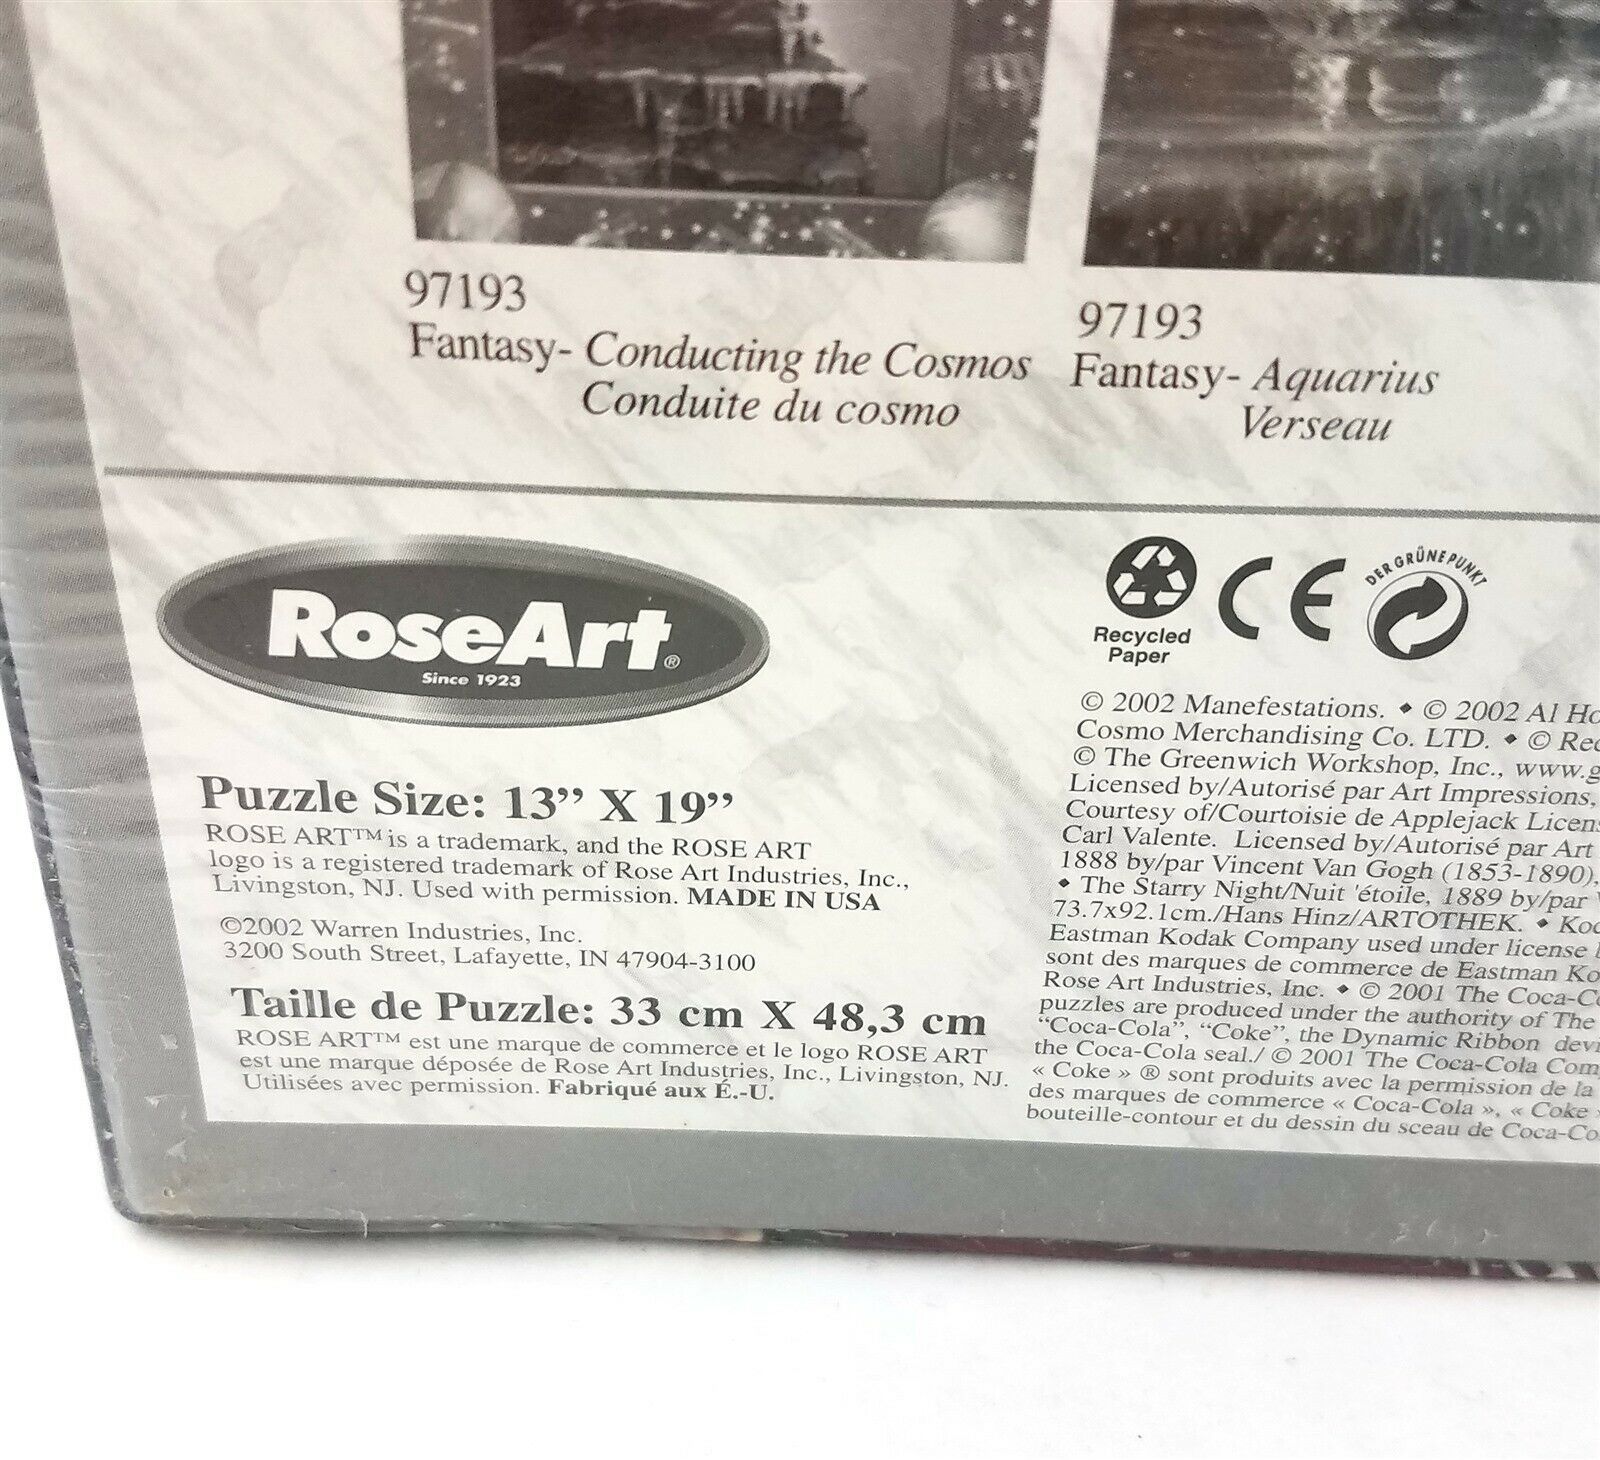 97193
Fantasy- Conducting the Cosmos
Conduite du cosmo
97193
Fantasy- Aquarius
Verseau
RoseArt®
Since 1923
Puzzle Size: 13” X 19”
ROSE ART™ is a trademark, and the ROSE ART
logo is a registered trademark of Rose Art Industries, Inc.,
Livingston, NJ. Used with permission. MADE IN USA
©2002 Warren Industries, Inc.
3200 South Street, Lafayette, IN 47904-3100
Taille de Puzzle: 33 cm X 48,3 cm
ROSE ART™ est une marque de commerce et le logo ROSE ART
est une marque déposée de Rose Art Industries, Inc., Livingston, NJ.
Utilisées avec permission. Fabriqué aux É.-U.
Recycled
Paper
CE
DER GRÜNE PUNKT
© 2002 Manefestations. ◆ © 2002 Al
Cosmo Merchandising Co. LTD. ◆ ©
© The Greenwich Workshop, Inc.,
Licensed by/Autorisé par Art Impressions,
Courtesy of/Courtoisie de Applejack
Carl Valente. Licensed by/Autorisé par Art
1888 by/par Vincent Van Gogh (1853-1890),
◆ The Starry Night/Nuit 'étoile, 1889 by/par
73.7x92.1cm./Hans Hinz/ARTOTHEK. ◆
Eastman Kodak Company used under license
sont des marques de commerce de Eastman
Rose Art Industries, Inc. ◆ © 2001 The
puzzles are produced under the authority of The
“Coca-Cola”, “Coke”, the Dynamic Ribbon
the Coca-Cola seal./ © 2001 The Coca-Cola
« Coke » ® sont produits avec la permission de la
des marques de commerce « Coca-Cola », « Coke
bouteille-contour et du dessin du sceau de